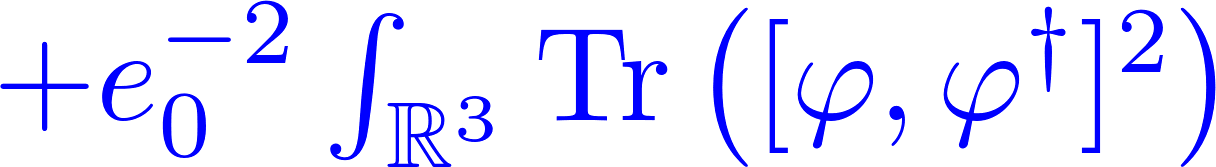 +e_0^{-2} \int_{\mathbb{R}^3} \mathrm{Tr} \left( [\varphi, \varphi^\dagger]^2 \right)